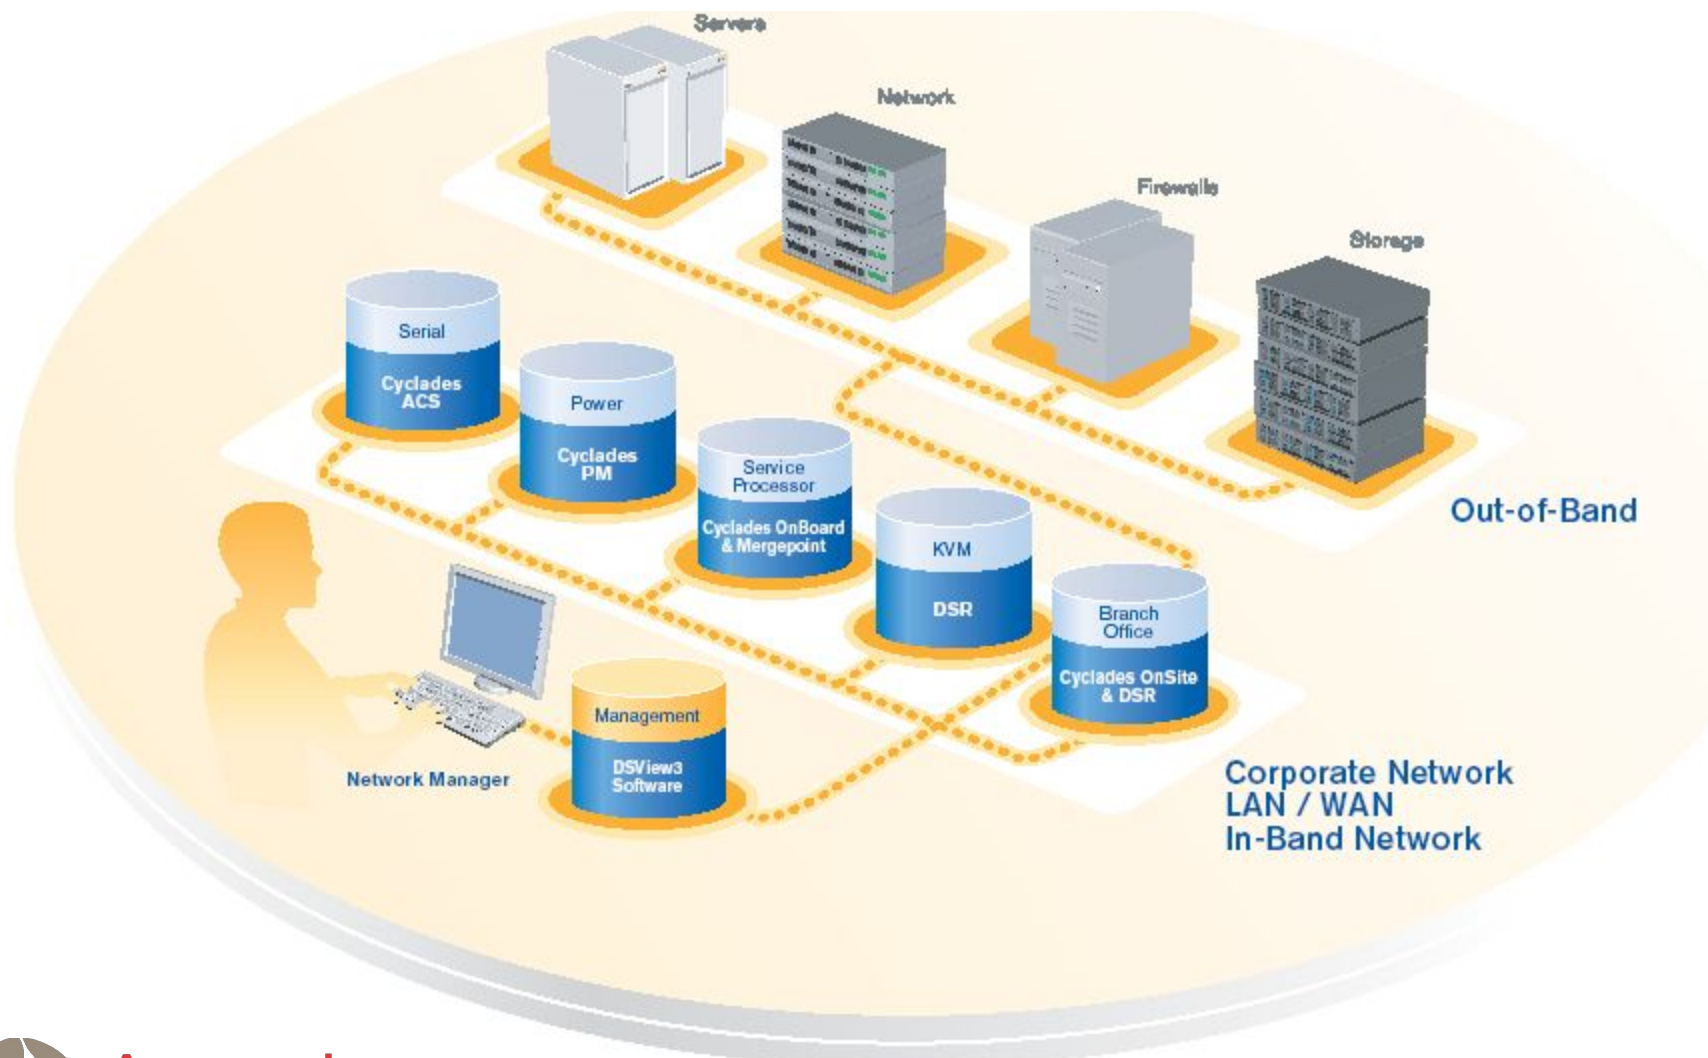 Servers
Network
Firewalls
Storage
Serial
Cyclades
ACS
Power
Cyclades
PM
Service
Processor
Cyclades OnBoard
& Mergepoint
KVM
DSR
Branch
Office
Cyclades OnSite
& DSR
Out-of-Band
Management
DSView3
Software
Network Manager
Corporate Network
LAN / WAN
In-Band Network